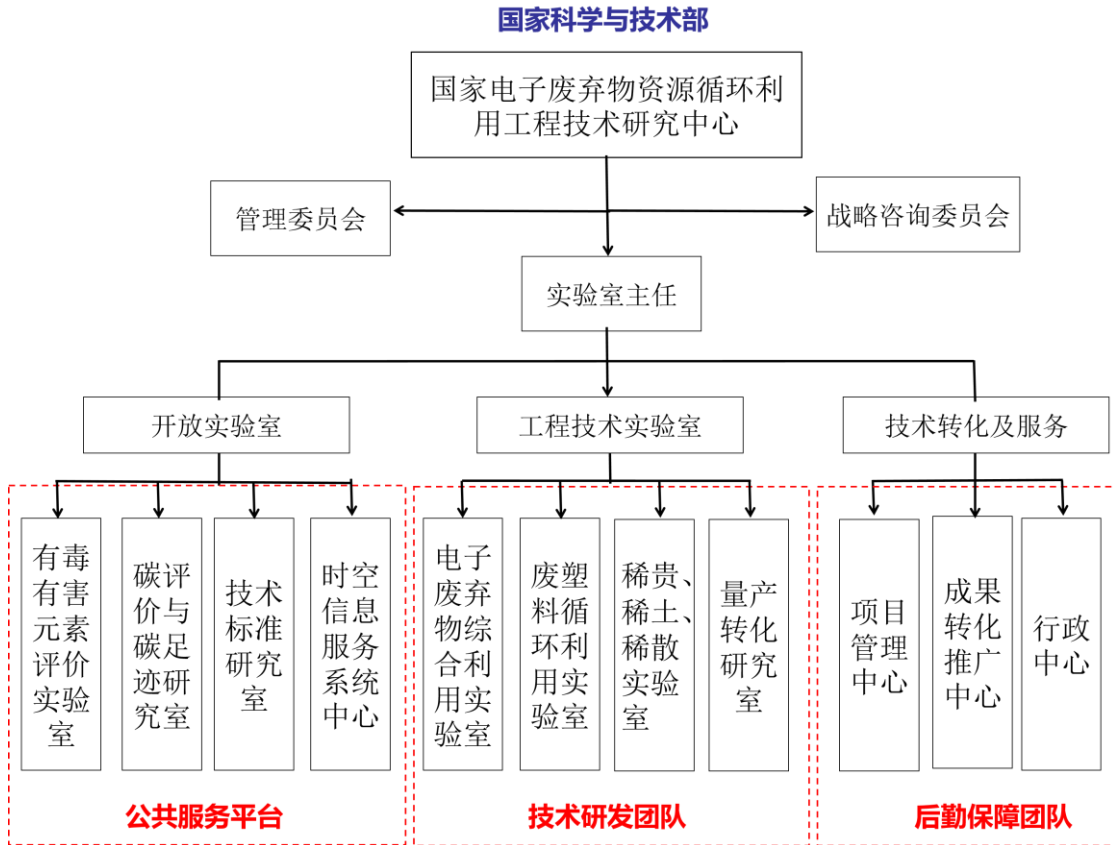 国家科学与技术部
国家电子废弃物资源循环利
用工程技术研究中心
管理委员会
战略咨询委员会
实验室主任
开放实验室
工程技术实验室
技术转化及服务
有毒
有害
元素
评价
实验
室
碳评
价与
碳足
迹研
究室
技术
标准
研究
室
时空
信息
服务
系统
中心
电子
废弃
物综
合利
用实
验室
废塑
料循
环利
用实
验室
稀贵、
稀土、
稀散
实验
室
量产
转化
研究
室
项目
管理
中心
成果
转化
推广
中心
行政
中心
公共服务平台
技术研发团队
后勤保障团队